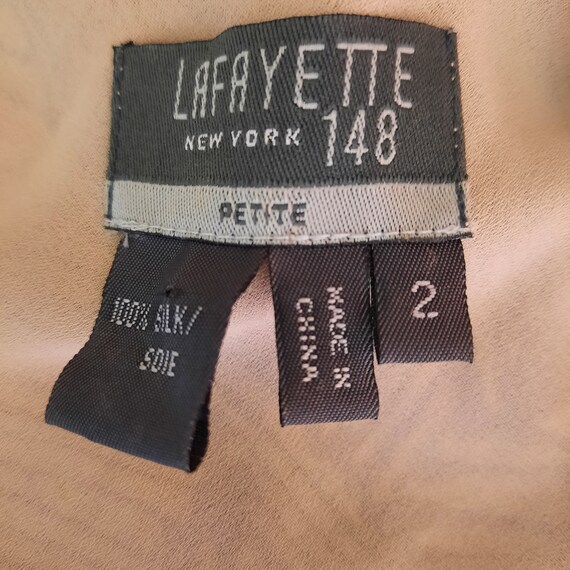 LAFAYETTE
NEW YORK 148
PETITE
100% SILK/
SOIE
MADE IN
CHINA
2